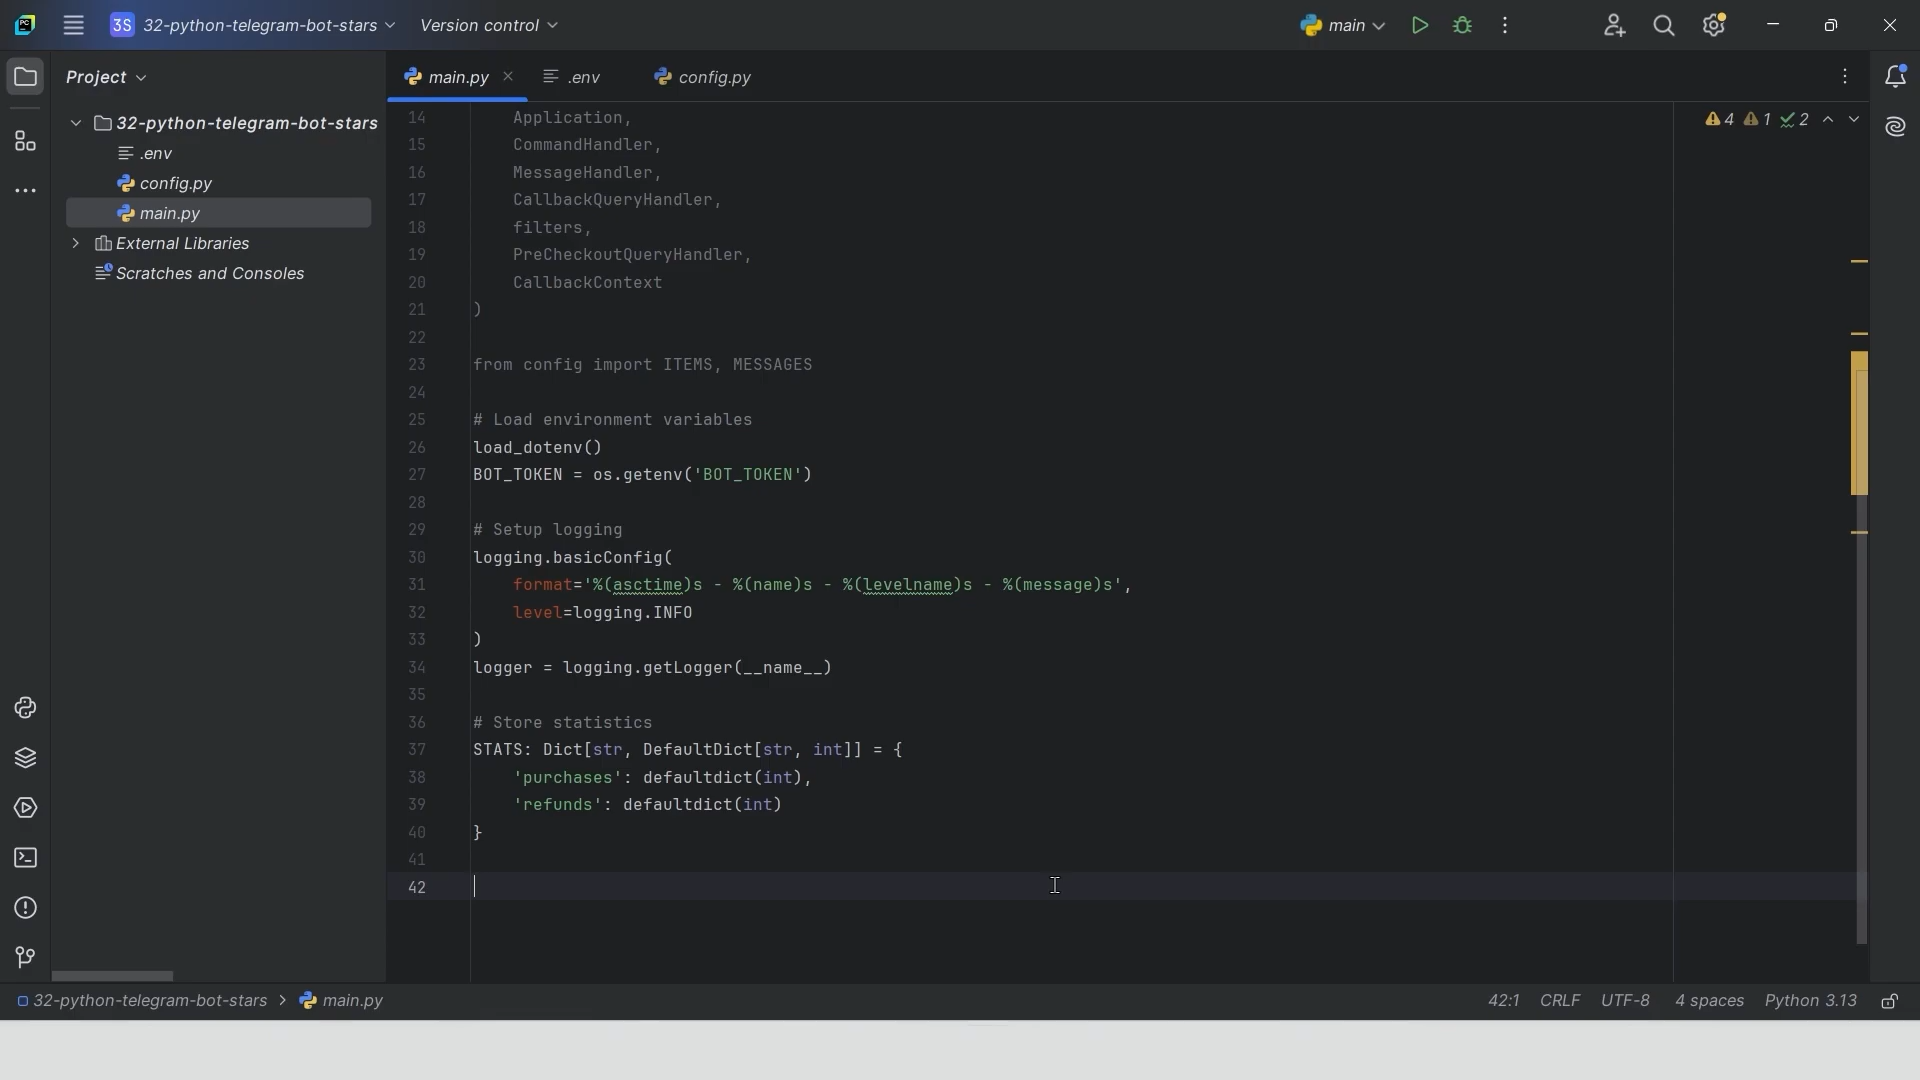 PC
3S 32-python-telegram-bot-stars
Version control
main
Project
main.py
.env
config.py
4 1 2
32-python-telegram-bot-stars
.env
config.py
main.py
External Libraries
Scratches and Consoles
14 Application,
15 CommandHandler,
16 MessageHandler,
17 CallbackQueryHandler,
18 filters,
19 PreCheckoutQueryHandler,
20 CallbackContext
21 )
22
23 from config import ITEMS, MESSAGES
24
25 # Load environment variables
26 load_dotenv()
27 BOT_TOKEN = os.getenv('BOT_TOKEN')
28
29 # Setup logging
30 logging.basicConfig(
31 format='%(asctime)s - %(name)s - %(levelname)s - %(message)s',
32 level=logging.INFO
33 )
34 logger = logging.getLogger(__name__)
35
36 # Store statistics
37 STATS: Dict[str, DefaultDict[str, int]] = {
38 'purchases': defaultdict(int),
39 'refunds': defaultdict(int)
40 }
41
42
32-python-telegram-bot-stars > main.py
42:1 CRLF UTF-8 4 spaces Python 3.13